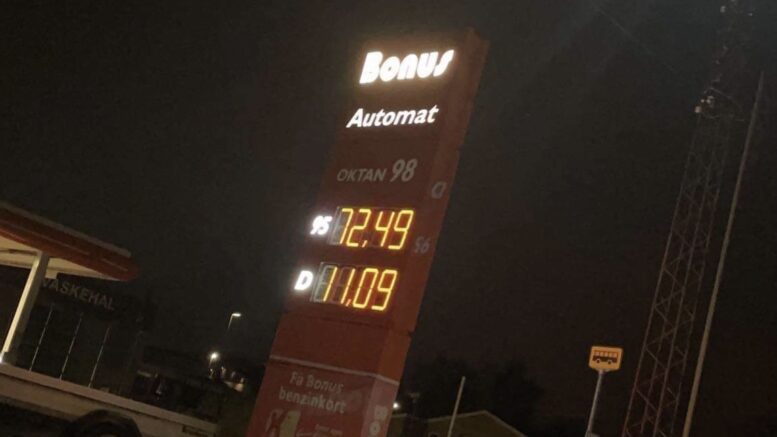 Bonus
Automat
OKTAN 98
95 12,49
D 11,09
VASKEHAL
Få Bonus
benzinkort